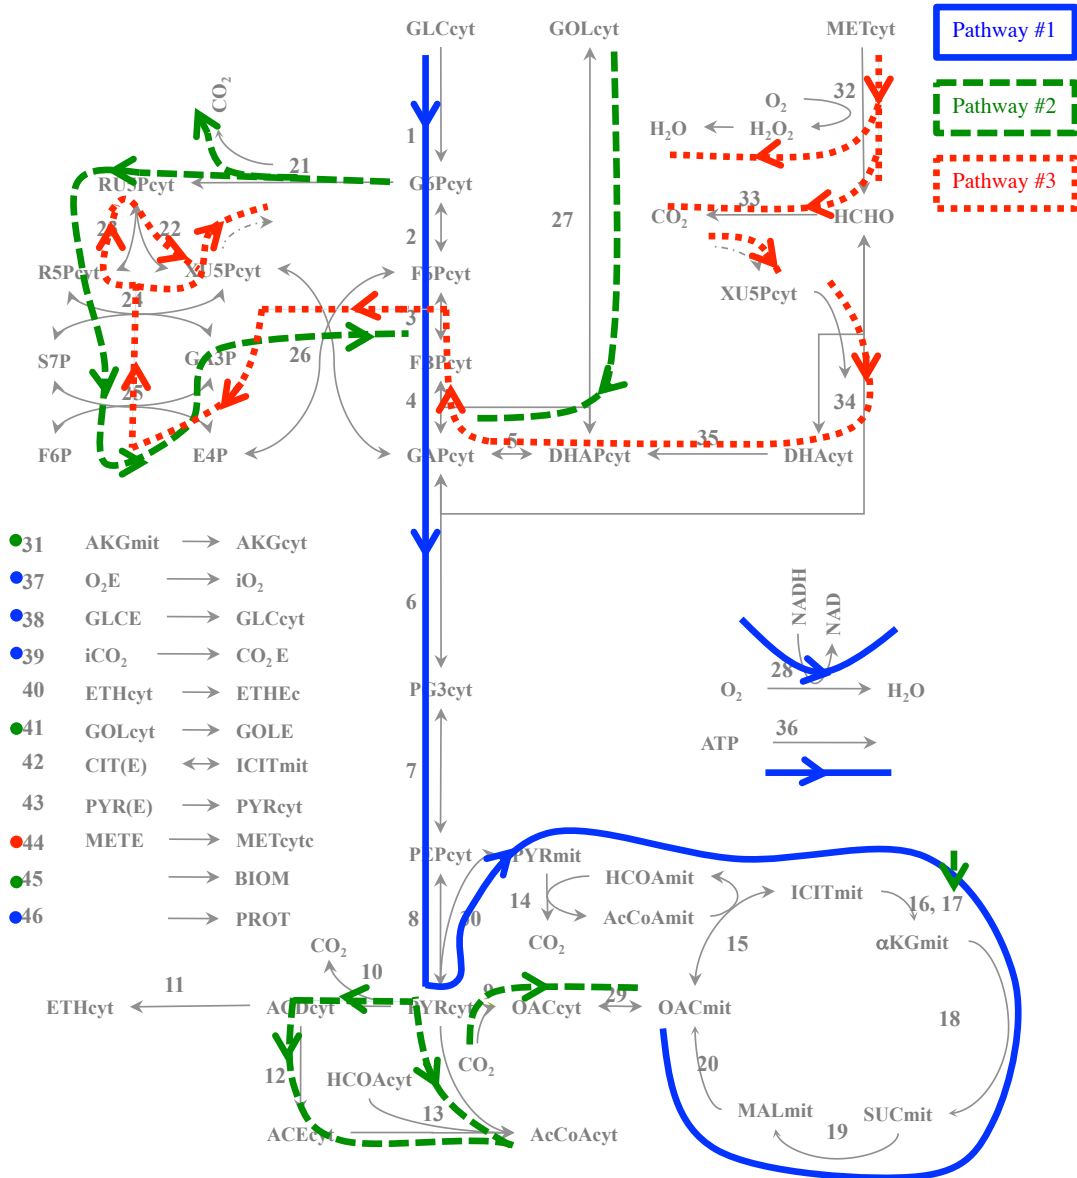 GLCcyt
GOLcyt
METcyt
Pathway #1
Pathway #2
Pathway #3
CO2
32
O2
H2O
H2O2
1
21
RU5Pcyt
G6Pcyt
27
33
CO2
HCHO
23
22
2
R5Pcyt
XU5Pcyt
F6Pcyt
XU5Pcyt
24
3
S7P
GA3P
26
FBPcyt
25
4
34
F6P
E4P
GAPcyt
5
DHAPcyt
35
DHAcyt
31 AKGmit AKGcyt
37 O2E iO2
38 GLCE GLCcyt
39 iCO2 CO2 E
40 ETHcyt ETHEc
41 GOLcyt GOLE
42 CIT(E) ICITmit
43 PYR(E) PYRcyt
44 METE METcytc
45 BIOM
46 PROT
6
NADH
NAD
28
PG3cyt
O2
H2O
36
ATP
7
PEPcyt
PYRmit
HCOAmit
ICITmit
14
16, 17
8
30
AcCoAmit
CO2
CO2
15
αKGmit
10
11
9
29
ETHcyt
ACDcyt
PYRcyt
OACcyt
OACmit
18
CO2
20
12
HCOAcyt
13
MALmit
SUCmit
ACEcyt
AcCoAcyt
19